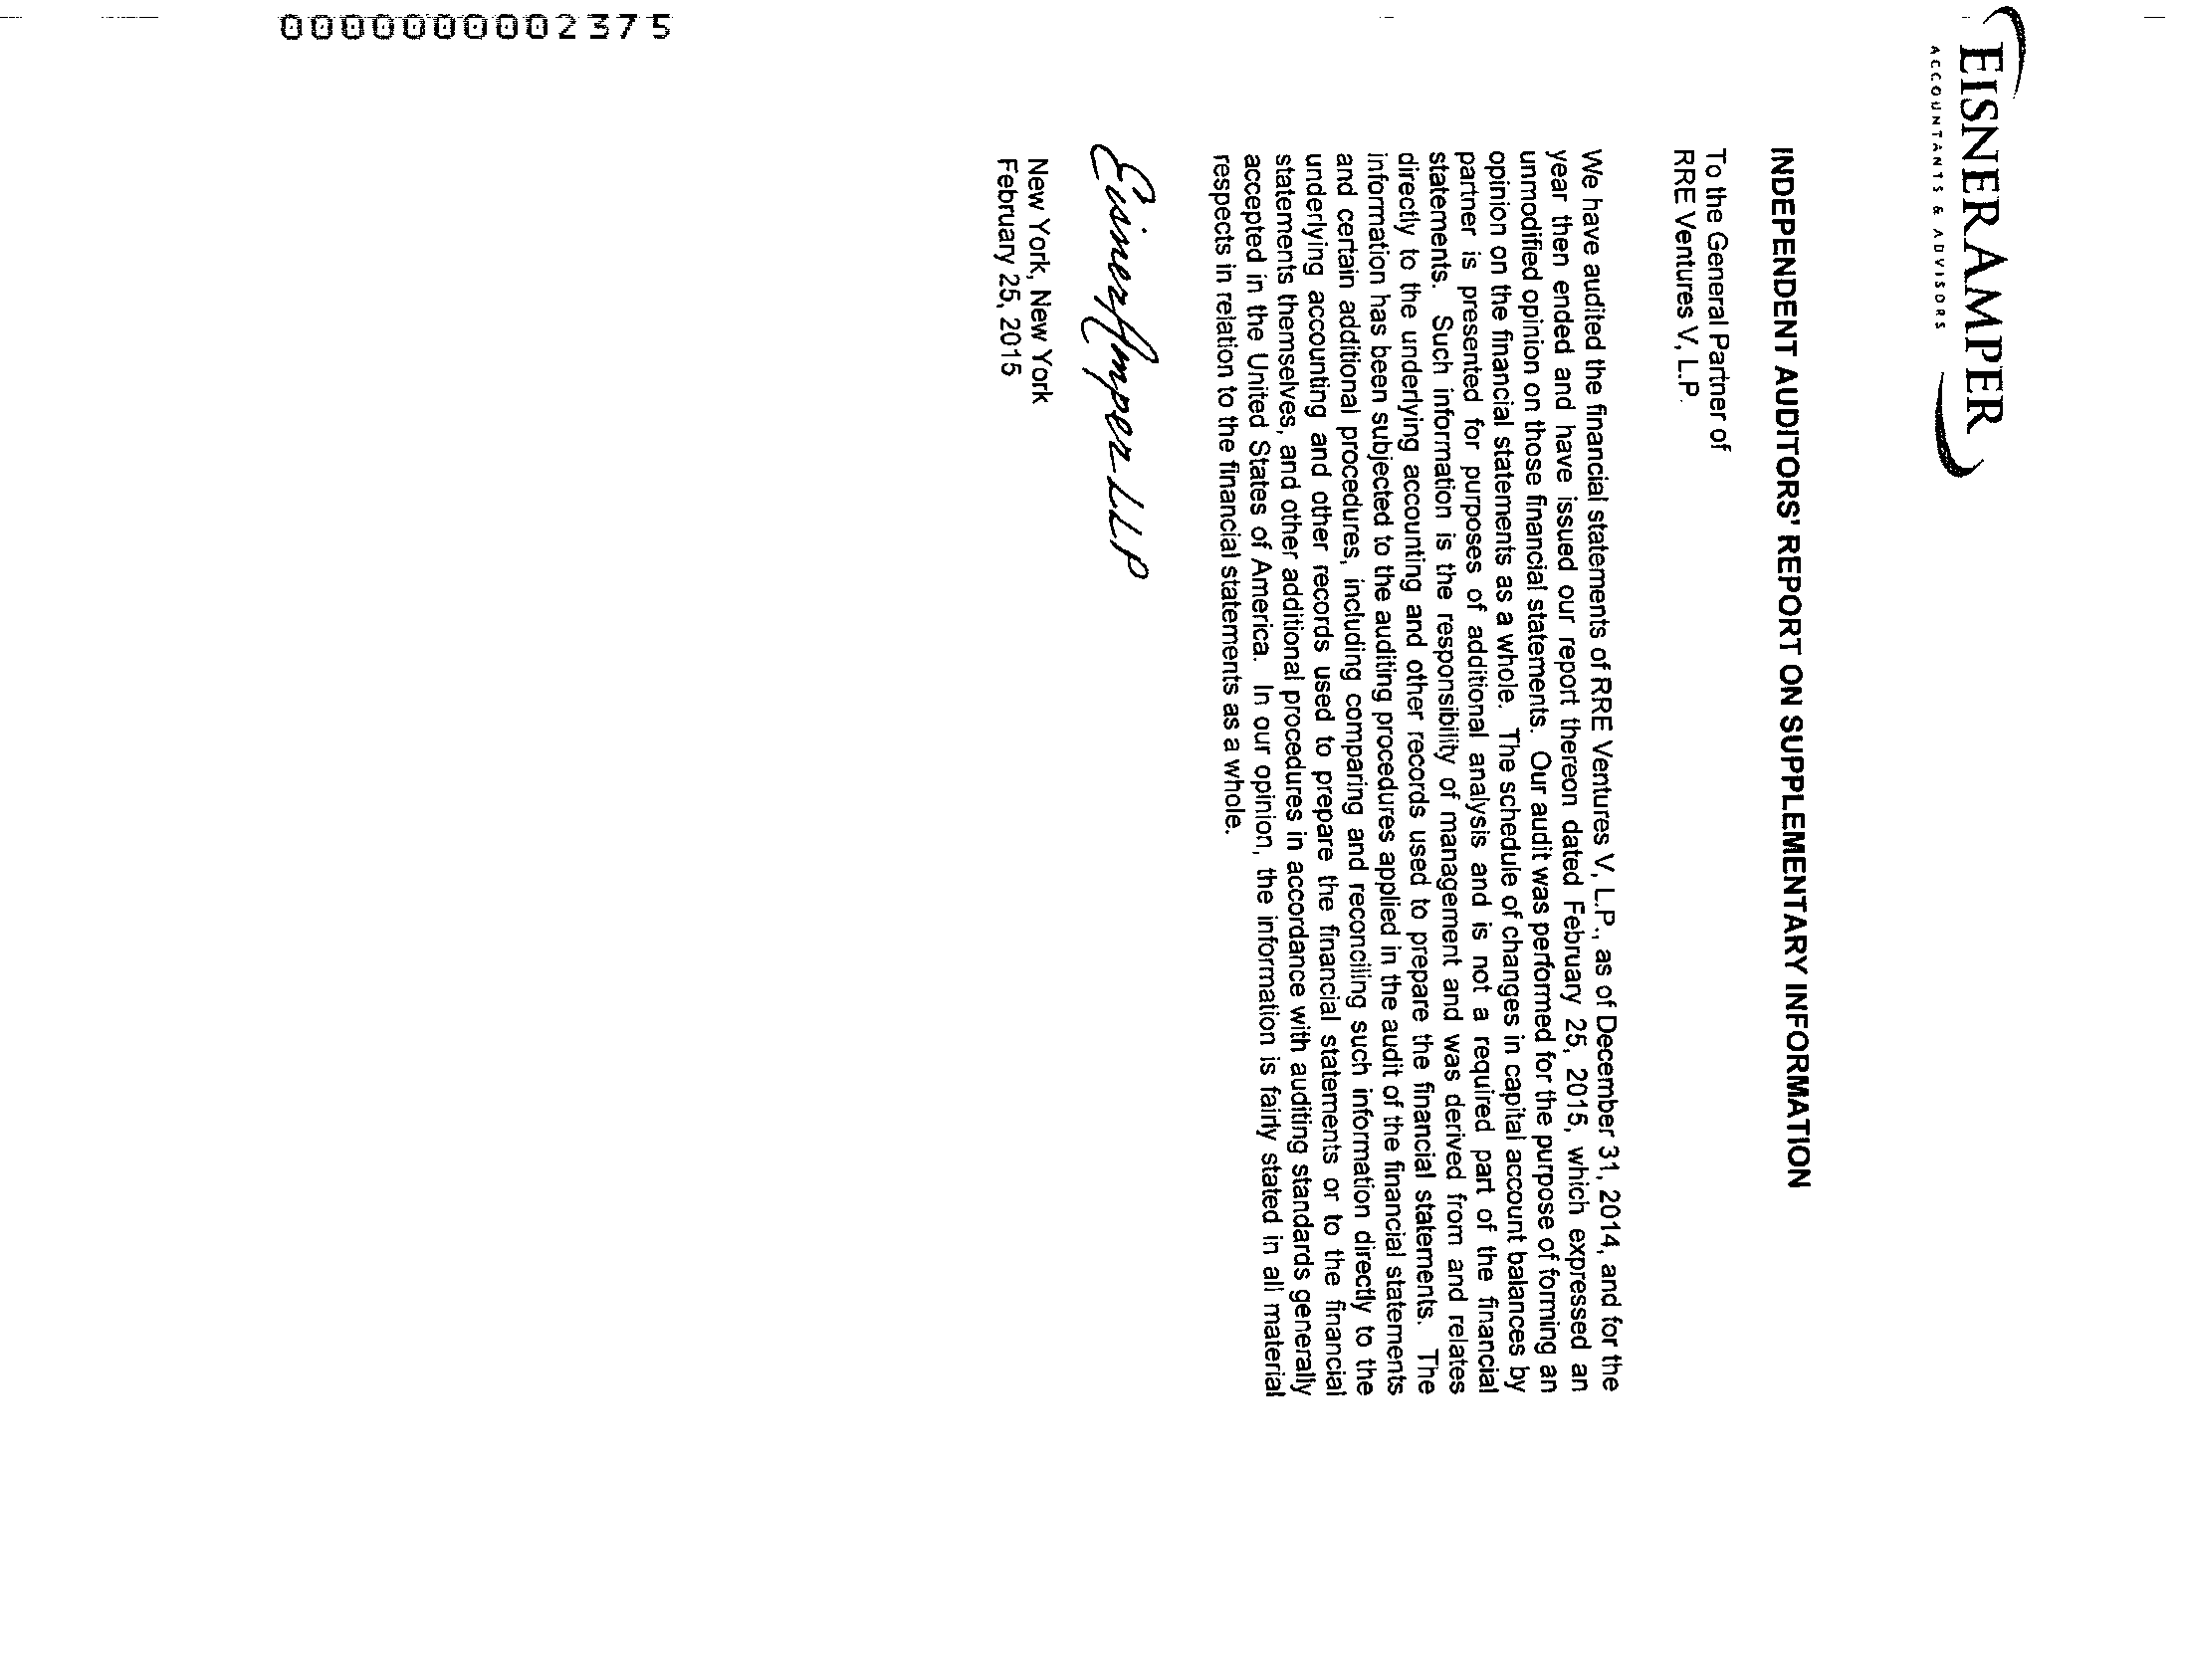 EISNERAMPER
ACCOUNTANTS & ADVISORS
INDEPENDENT AUDITORS' REPORT ON SUPPLEMENTARY INFORMATION
To the General Partner of
RRE Ventures V, L.P.
We have audited the financial statements of RRE Ventures V, L.P., as of December 31, 2014, and for the
year then ended and have issued our report thereon dated February 25, 2015, which expressed an
unmodified opinion on those financial statements. Our audit was performed for the purpose of forming an
opinion on the financial statements as a whole. The schedule of changes in capital account balances by
partner is presented for purposes of additional analysis and is not a required part of the financial
statements. Such information is the responsibility of management and was derived from and relates
directly to the underlying accounting and other records used to prepare the financial statements. The
information has been subjected to the auditing procedures applied in the audit of the financial statements
and certain additional procedures, including comparing and reconciling such information directly to the
underlying accounting and other records used to prepare the financial statements or to the financial
statements themselves, and other additional procedures in accordance with auditing standards generally
accepted in the United States of America. In our opinion, the information is fairly stated in all material
respects in relation to the financial statements as a whole.
EisnerAmper LLP
New York, New York
February 25, 2015
0000000002375